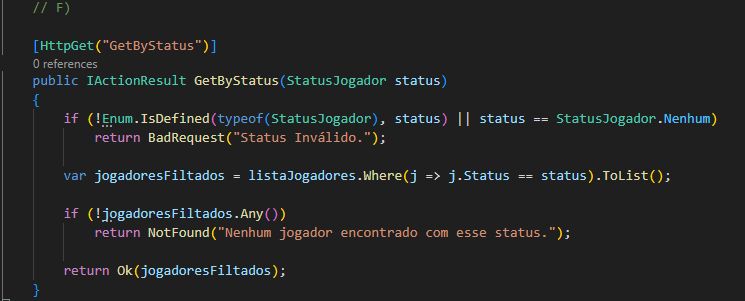 // F)
[HttpGet("GetByStatus")]
0 references
public IActionResult GetByStatus(StatusJogador status)
{
if (!Enum.IsDefined(typeof(StatusJogador), status) || status == StatusJogador.Nenhum)
return BadRequest("Status Inválido.");
var jogadoresFiltados = listaJogadores.Where(j => j.Status == status).ToList();
if (!jogadoresFiltados.Any())
return NotFound("Nenhum jogador encontrado com esse status.");
return Ok(jogadoresFiltados);
}